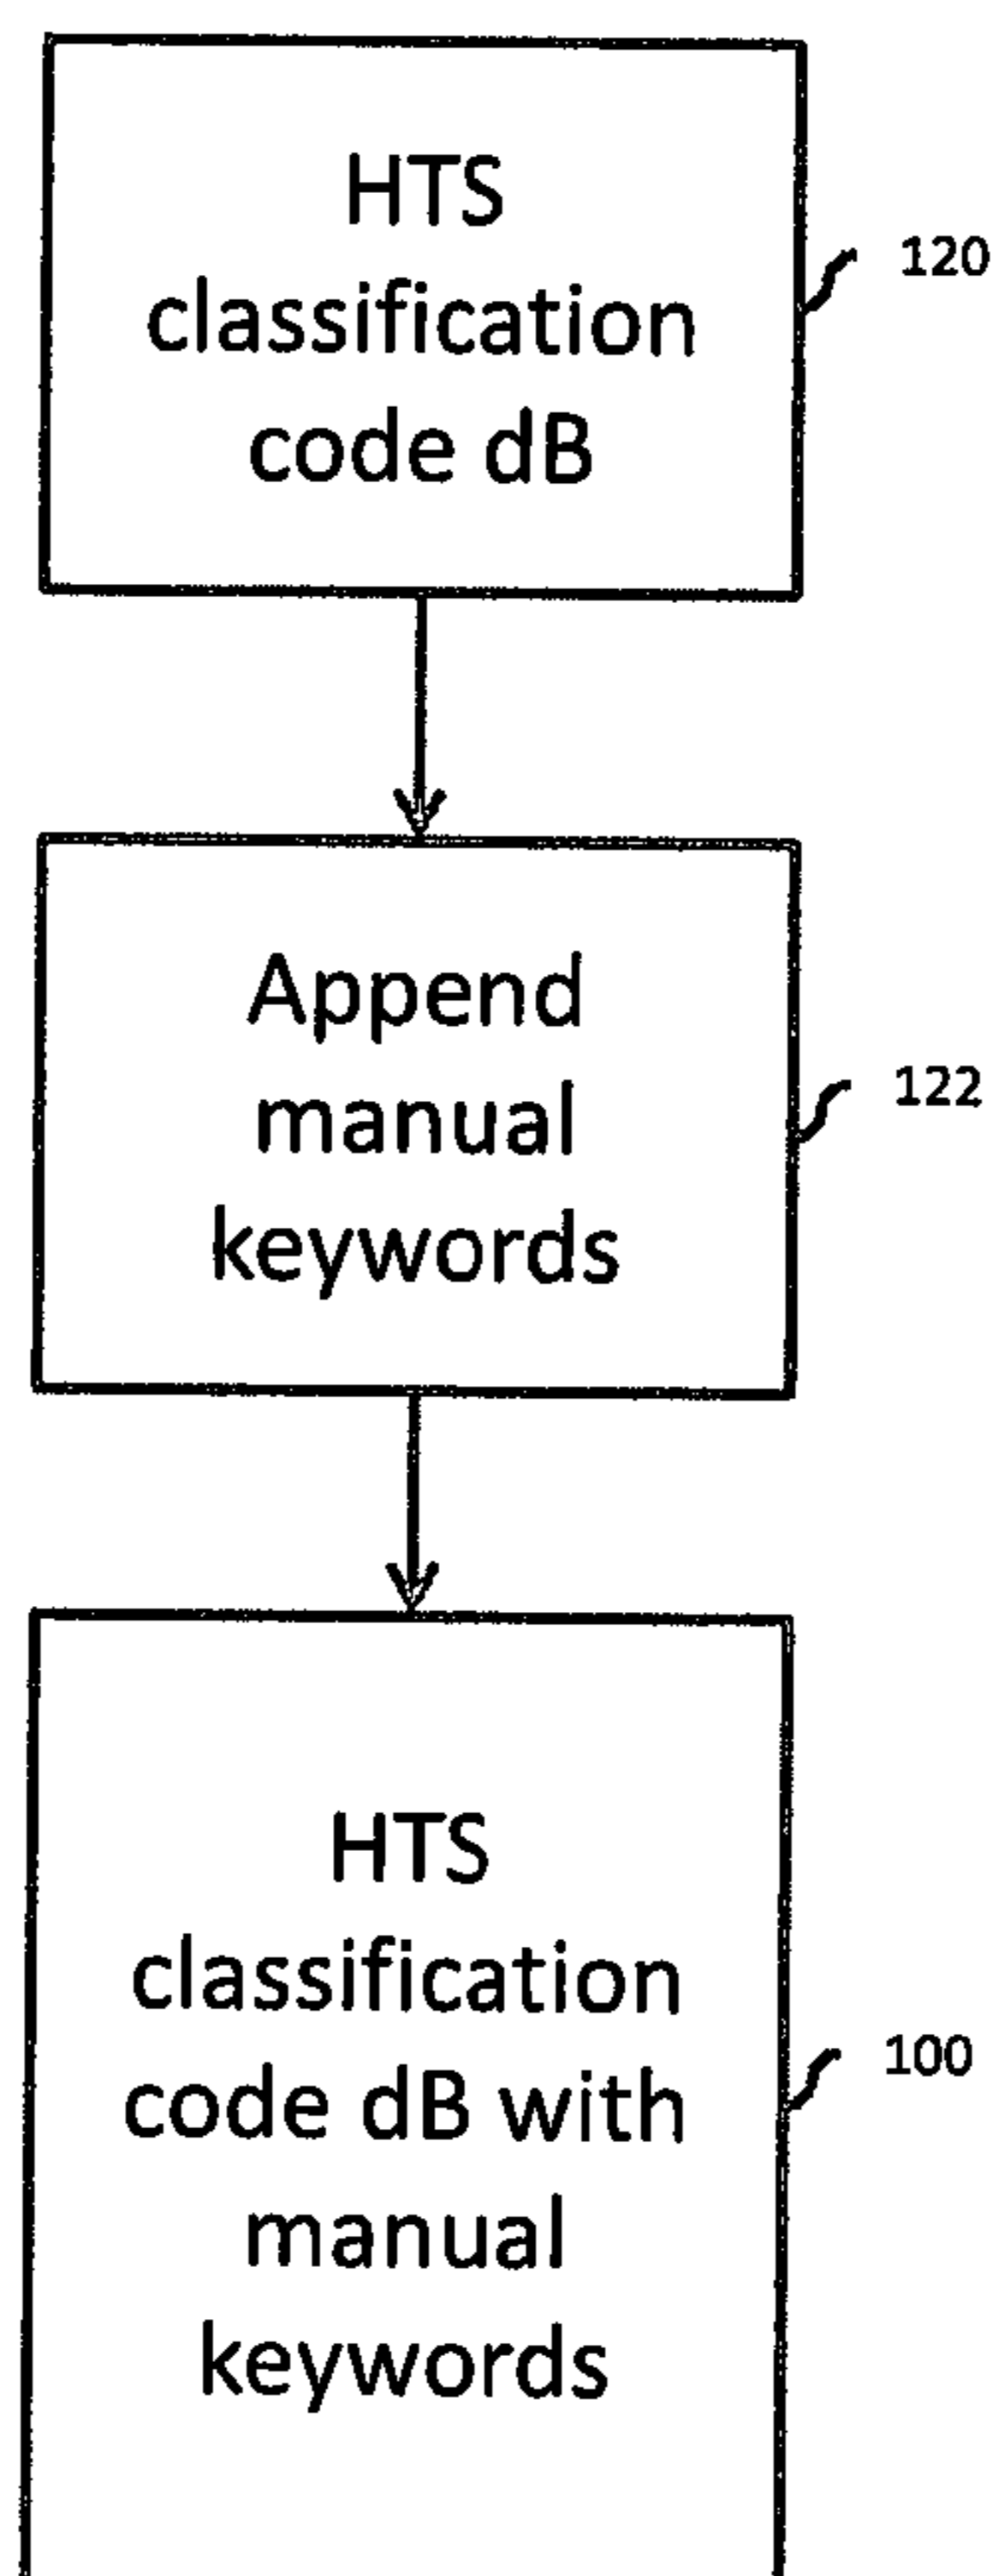 HTS
classification
code dB
120
Append
manual
keywords
122
HTS
classification
code dB with
manual
keywords
100